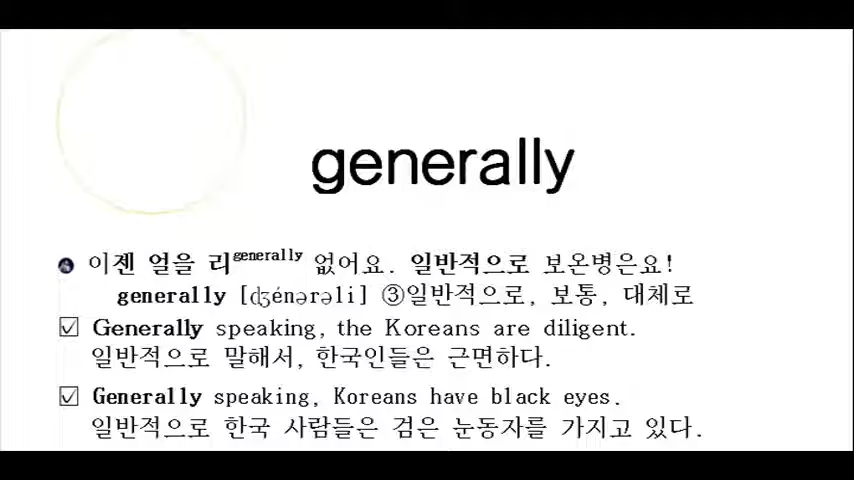 generally
이젠 얼을 리generally 없어요. 일반적으로 보온병은요!
generally [ʤénərəli] ③일반적으로, 보통, 대체로
☑ Generally speaking, the Koreans are diligent.
일반적으로 말해서, 한국인들은 근면하다.
☑ Generally speaking, Koreans have black eyes.
일반적으로 한국 사람들은 검은 눈동자를 가지고 있다.